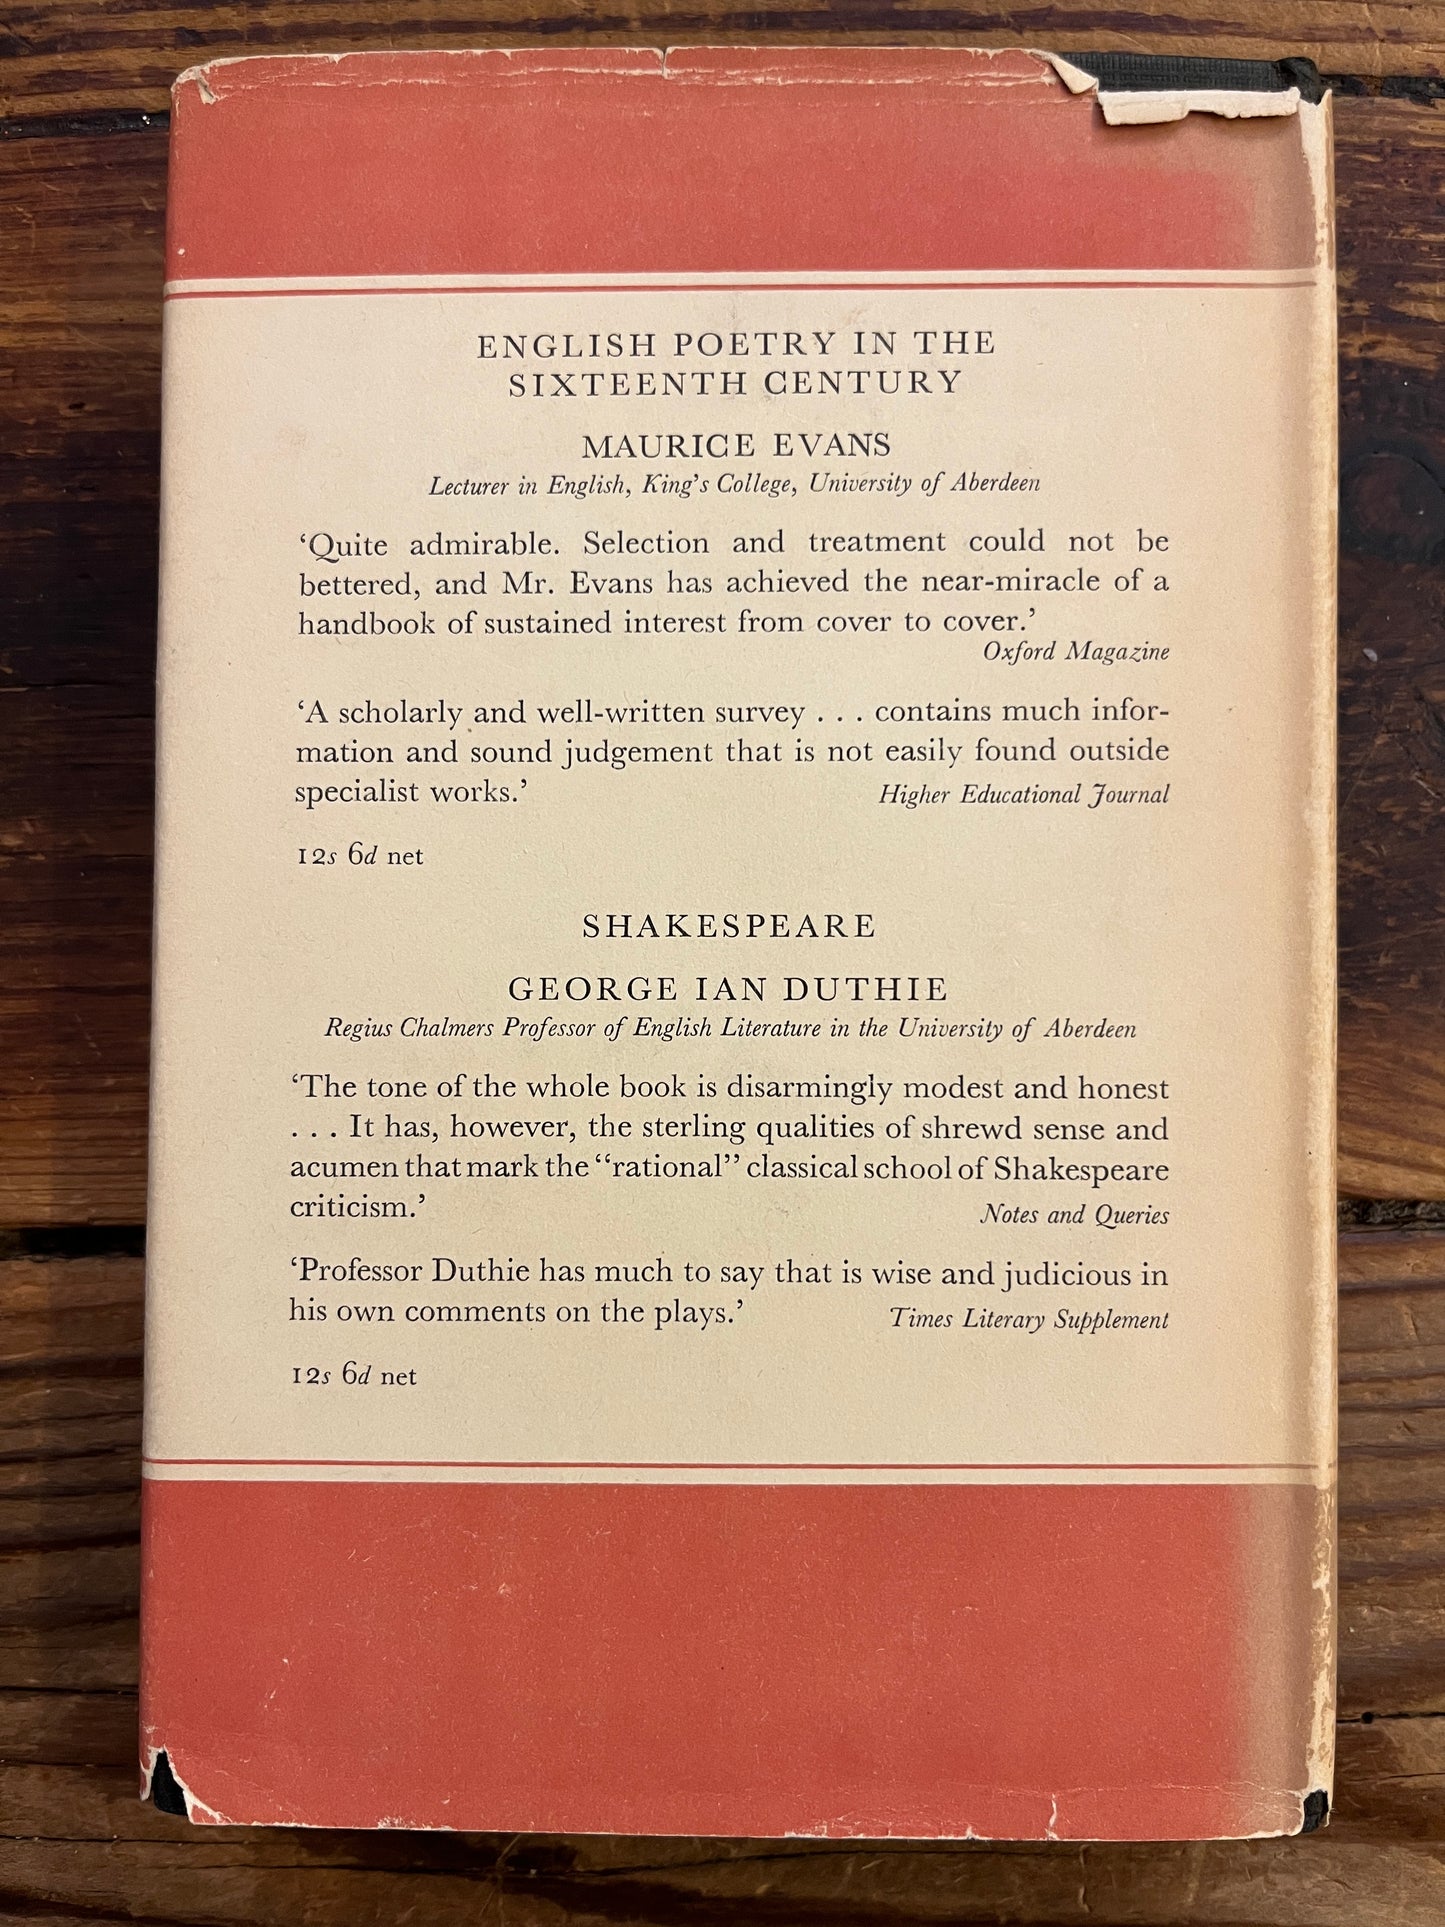 ENGLISH POETRY IN THE
SIXTEENTH CENTURY
MAURICE EVANS
Lecturer in English, King's College, University of Aberdeen
‘Quite admirable. Selection and treatment could not be
bettered, and Mr. Evans has achieved the near-miracle of a
handbook of sustained interest from cover to cover.’
Oxford Magazine
‘A scholarly and well-written survey . . . contains much infor-
mation and sound judgement that is not easily found outside
specialist works.’ Higher Educational Journal
12s 6d net
SHAKESPEARE
GEORGE IAN DUTHIE
Regius Chalmers Professor of English Literature in the University of Aberdeen
‘The tone of the whole book is disarmingly modest and honest
. . . It has, however, the sterling qualities of shrewd sense and
acumen that mark the “rational” classical school of Shakespeare
criticism.’ Notes and Queries
‘Professor Duthie has much to say that is wise and judicious in
his own comments on the plays.’ Times Literary Supplement
12s 6d net